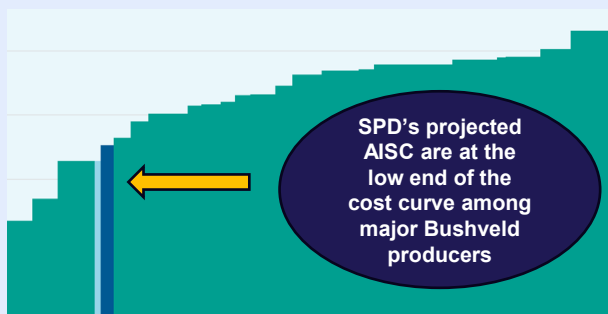 SPD's projected
AISC are at the
low end of the
cost curve among
major Bushveld
producers